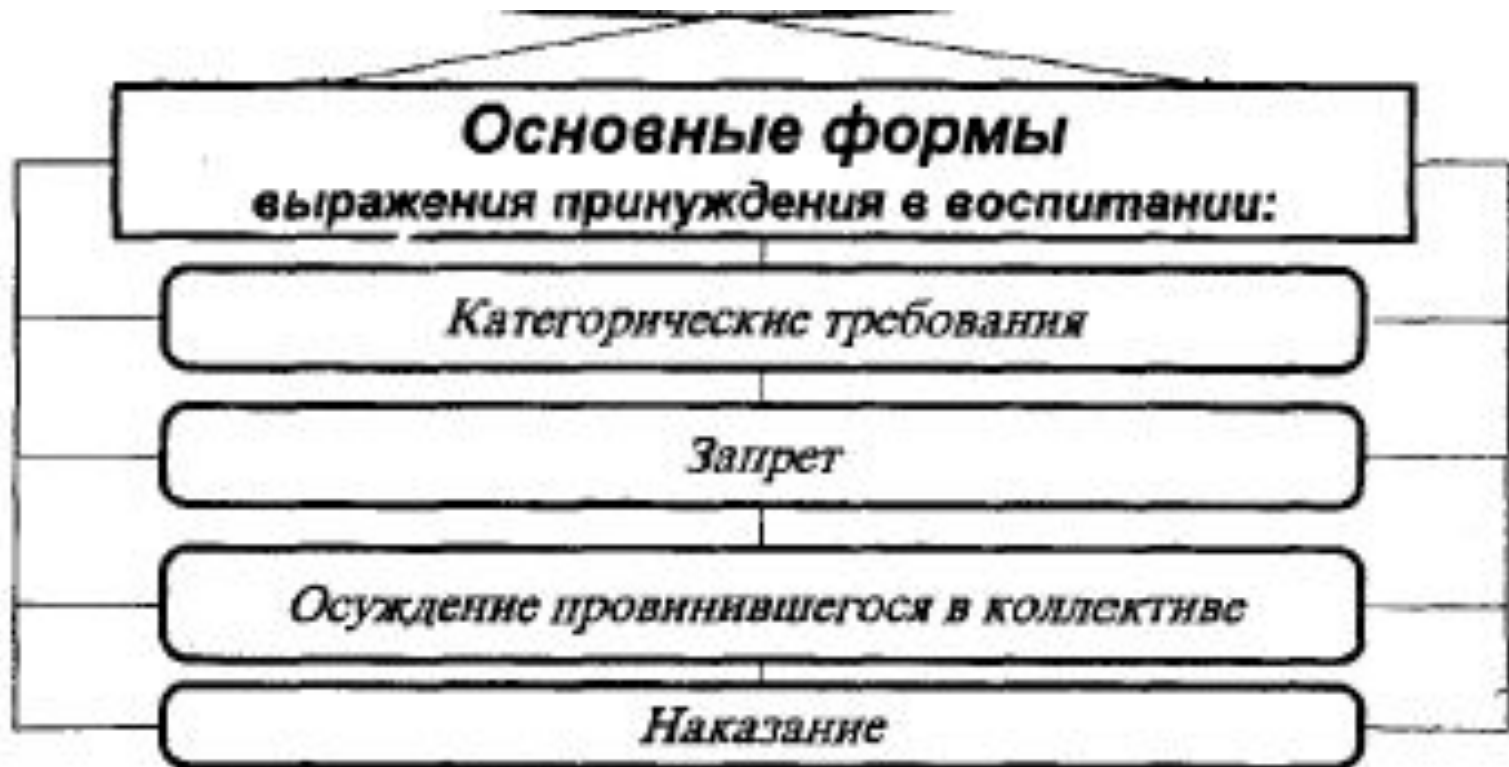 Основные формы
выражения принуждения в воспитании:
Категорические требования
Запрет
Осуждение провинившегося в коллективе
Наказание